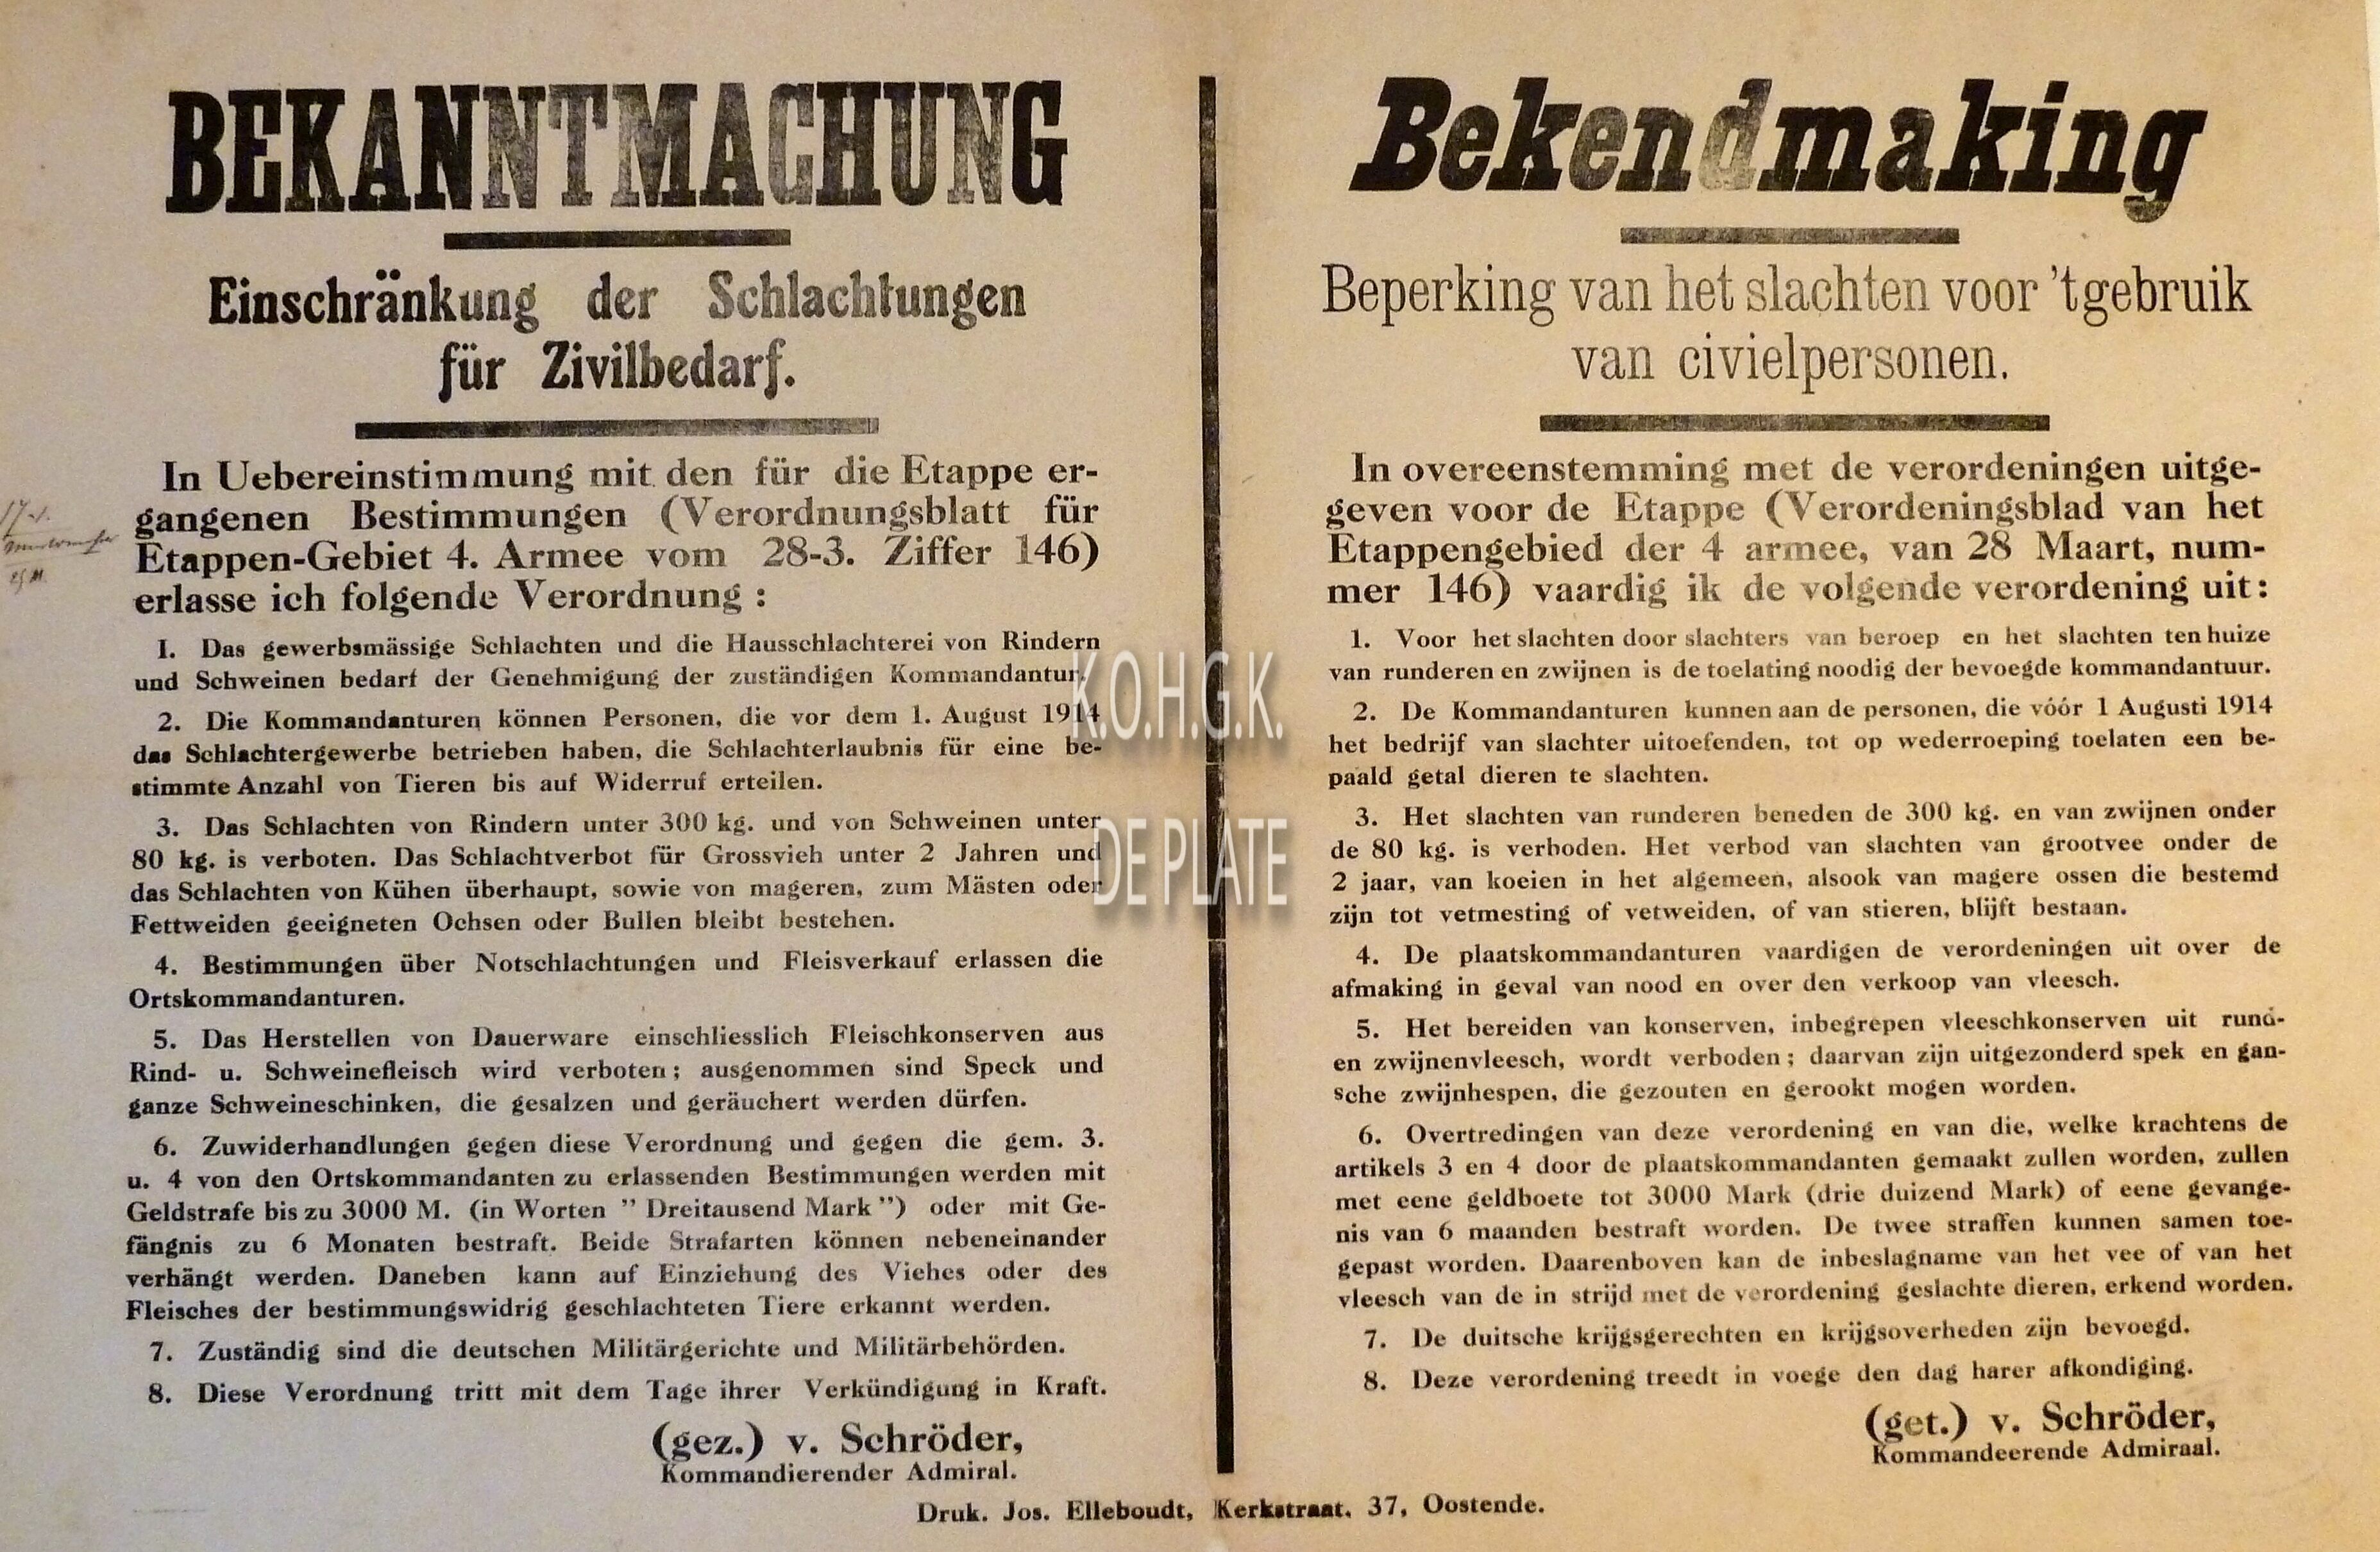 BEKANNTMACHUNG
Einschränkung der Schlachtungen
für Zivilbedarf.
In Uebereinstimmung mit den für die Etappe er-
gangenen Bestimmungen (Verordnungsblatt für
Etappen-Gebiet 4. Armee vom 28-3. Ziffer 146)
erlasse ich folgende Verordnung :
I. Das gewerbsmässige Schlachten und die Hausschlachterei von Rindern
und Schweinen bedarf der Genehmigung der zuständigen Kommandantur.
2. Die Kommandanturen können Personen, die vor dem 1. August 1914
das Schlachtergewerbe betrieben haben, die Schlachterlaubnis für eine be-
stimmte Anzahl von Tieren bis auf Widerruf erteilen.
3. Das Schlachten von Rindern unter 300 kg. und von Schweinen unter
80 kg. is verboten. Das Schlachtverbot für Grossvieh unter 2 Jahren und
das Schlachten von Kühen überhaupt, sowie von mageren, zum Mästen oder
Fettweiden geeigneten Ochsen oder Bullen bleibt bestehen.
4. Bestimmungen über Notschlachtungen und Fleisverkauf erlassen die
Ortskommandanturen.
5. Das Herstellen von Dauerware einschliesslich Fleischkonserven aus
Rind- u. Schweinefleisch wird verboten ; ausgenommen sind Speck und
ganze Schweineschinken, die gesalzen und geräuchert werden dürfen.
6. Zuwiderhandlungen gegen diese Verordnung und gegen die gem. 3.
u. 4 von den Ortskommandanten zu erlassenden Bestimmungen werden mit
Geldstrafe bis zu 3000 M. (in Worten " Dreitausend Mark ") oder mit Ge-
fängnis zu 6 Monaten bestraft. Beide Strafarten können nebeneinander
verhängt werden. Daneben kann auf Einziehung des Viehes oder des
Fleisches der bestimmungswidrig geschlachteten Tiere erkannt werden.
7. Zuständig sind die deutschen Militärgerichte und Militärbehörden.
8. Diese Verordnung tritt mit dem Tage ihrer Verkündigung in Kraft.
(gez.) v. Schröder,
Kommandierender Admiral.
Bekendmaking
Beperking van het slachten voor 'tgebruik
van civielpersonen.
In overeenstemming met de verordeningen uitge-
geven voor de Etappe (Verordeningsblad van het
Etappengebied der 4 armee, van 28 Maart, num-
mer 146) vaardig ik de volgende verordening uit :
1. Voor het slachten door slachters van beroep en het slachten ten huize
van runderen en zwijnen is de toelating noodig der bevoegde kommandantuur.
2. De Kommandanturen kunnen aan de personen, die vóór 1 Augusti 1914
het bedrijf van slachter uitoefenden, tot op wederroeping toelaten een be-
paald getal dieren te slachten.
3. Het slachten van runderen beneden de 300 kg. en van zwijnen onder
de 80 kg. is verboden. Het verbod van slachten van grootvee onder de
2 jaar, van koeien in het algemeen, alsook van magere ossen die bestemd
zijn tot vetmesting of vetweiden, of van stieren, blijft bestaan.
4. De plaatskommandanturen vaardigen de verordeningen uit over de
afmaking in geval van nood en over den verkoop van vleesch.
5. Het bereiden van konserven, inbegrepen vleeschkonserven uit rund-
en zwijnenvleesch, wordt verboden ; daarvan zijn uitgezonderd spek en gan-
sche zwijnhespen, die gezouten en gerookt mogen worden.
6. Overtredingen van deze verordening en van die, welke krachtens de
artikels 3 en 4 door de plaatskommandanten gemaakt zullen worden, zullen
met eene geldboete tot 3000 Mark (drie duizend Mark) of eene gevange-
nis van 6 maanden bestraft worden. De twee straffen kunnen samen toe-
gepast worden. Daarenboven kan de inbeslagname van het vee of van het
vleesch van de in strijd met de verordening geslachte dieren, erkend worden.
7. De duitsche krijgsgerechten en krijgsoverheden zijn bevoegd.
8. Deze verordening treedt in voege den dag harer afkondiging.
(get.) v. Schröder,
Kommandeerende Admiraal.
Druk. Jos. Elleboudt, Kerkstraat, 37, Oostende.
K.O.H.G.K.
DE PLATE